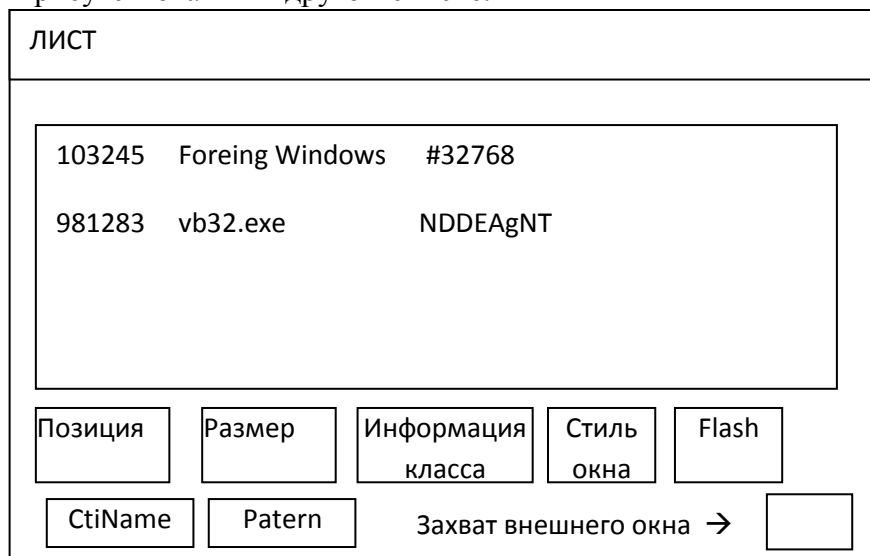 ЛИСТ
103245 Foreing Windows #32768
981283 vb32.exe NDDEAgNT
Позиция Размер Информация класса Стиль окна Flash
CtiName Patern Захват внешнего окна →